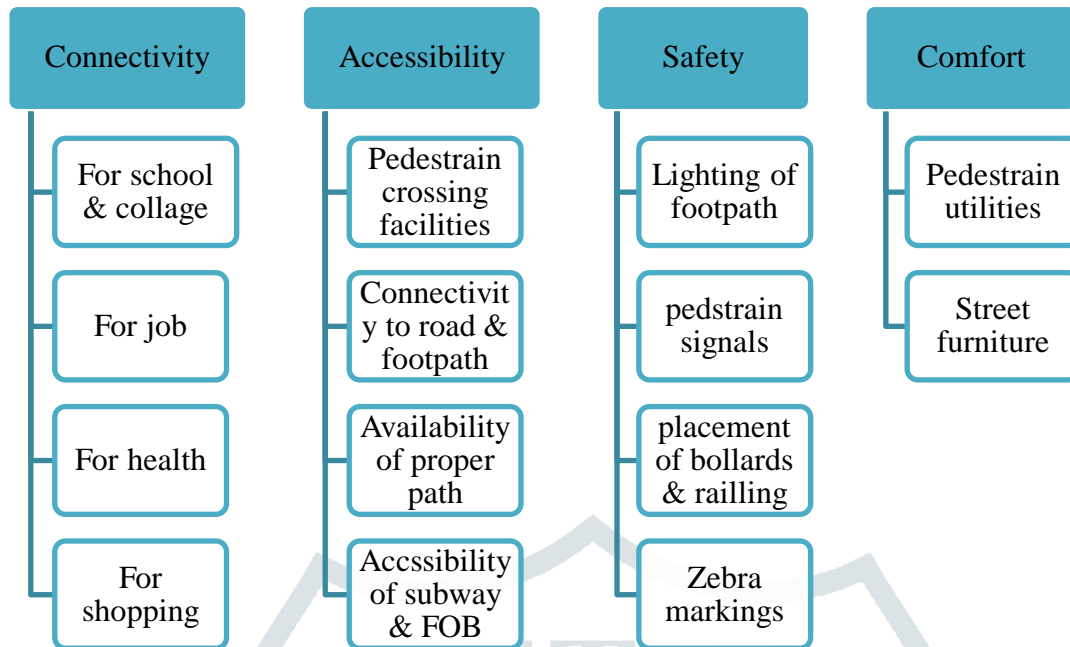 Connectivity
For school
& collage
For job
For health
For
shopping
Accessibility
Pedestrain
crossing
facilities
Connectivit
y to road &
footpath
Availability
of proper
path
Accssibility
of subway
& FOB
Safety
Lighting of
footpath
pedstrain
signals
placement
of bollards
& railling
Zebra
markings
Comfort
Pedestrain
utilities
Street
furniture